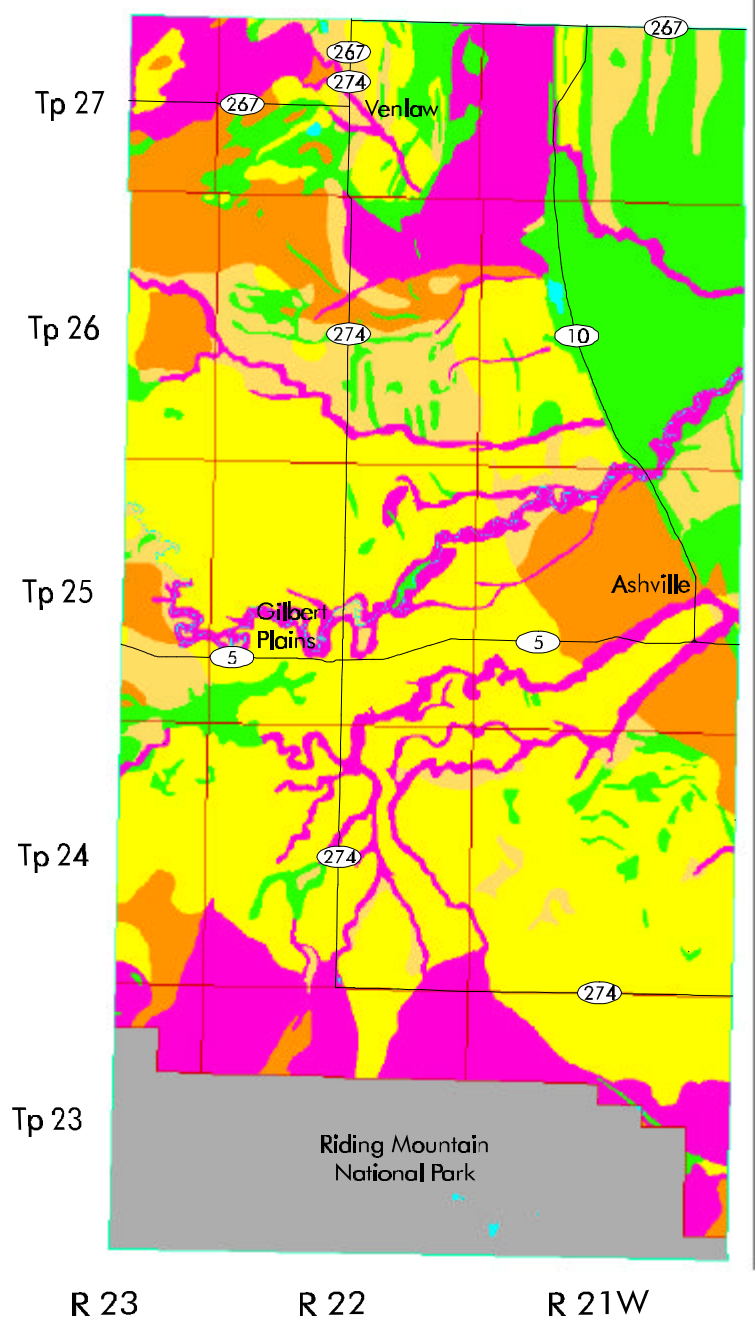 267
267
274
Tp 27
267
Venlaw
Tp 26
274
10
Tp 25
Ashville
Gilbert
Plains
5
5
Tp 24
274
274
Tp 23
Riding Mountain
National Park
R 23
R 22
R 21W